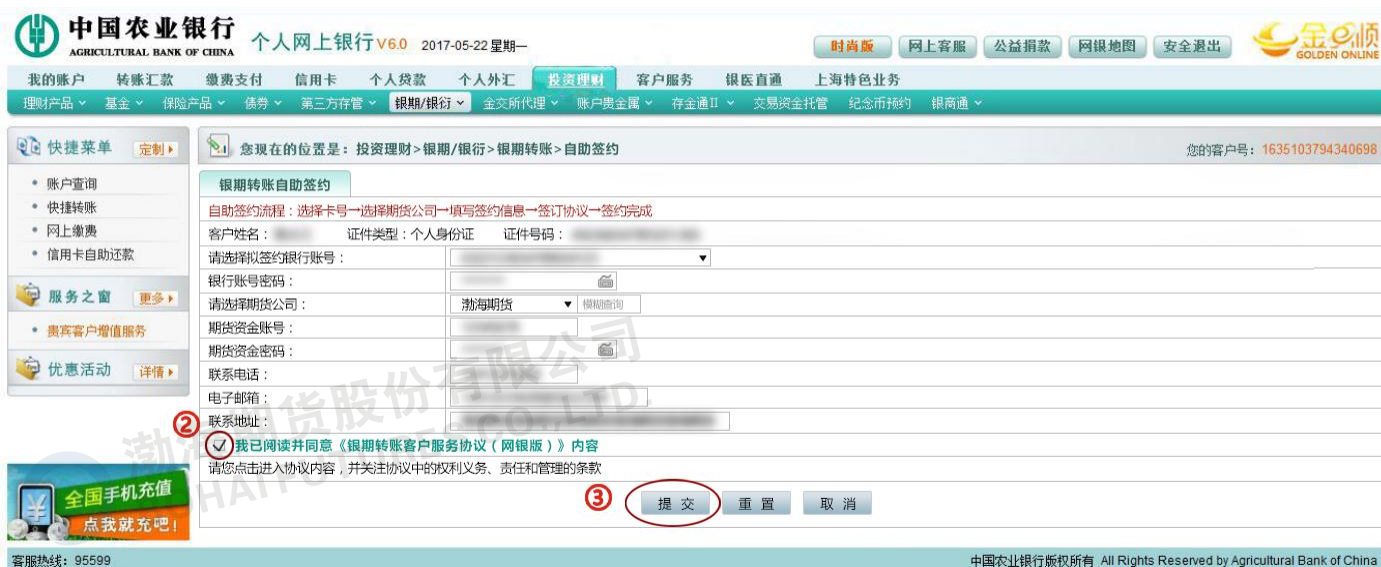 中国农业银行
AGRICULTURAL BANK OF CHINA
个人网上银行 V6.0 2017-05-22 星期一
时尚版 网上客服 公益捐款 网银地图 安全退出
金e顺
GOLDEN ONLINE
我的账户 转账汇款 缴费支付 信用卡 个人贷款 个人外汇 投资理财 客户服务 银医直通 上海特色业务
理财产品 基金 保险产品 债券 第三方存管 银期/银衍 金交所代理 账户贵金属 存金通II 交易资金托管 纪念币预约 银商通
快捷菜单 定制
账户查询
快捷转账
网上缴费
信用卡自助还款
服务之窗 更多
贵宾客户增值服务
优惠活动 详情
全国手机充值
点我就充吧!
您现在的位置是:投资理财>银期/银行>银期转账>自助签约 您的客户号:1635103794340698
银期转账自助签约
自助签约流程:选择卡号→选择期货公司→填写签约信息→签订协议→签约完成
客户姓名: 证件类型:个人身份证 证件号码:
请选择拟签约银行账号:
银行账号密码:
请选择期货公司: 渤海期货 模糊查询
期货资金账号:
期货资金密码:
联系电话:
电子邮箱:
联系地址:
② 我已阅读并同意《银期转账客户服务协议(网银版)》内容
请您点击进入协议内容,并关注协议中的权利义务、责任和管理的条款
③ 提交 重置 取消
渤海期货股份有限公司
HAI FUTURES CO., LTD.
客服热线:95599 中国农业银行版权所有 All Rights Reserved by Agricultural Bank of China